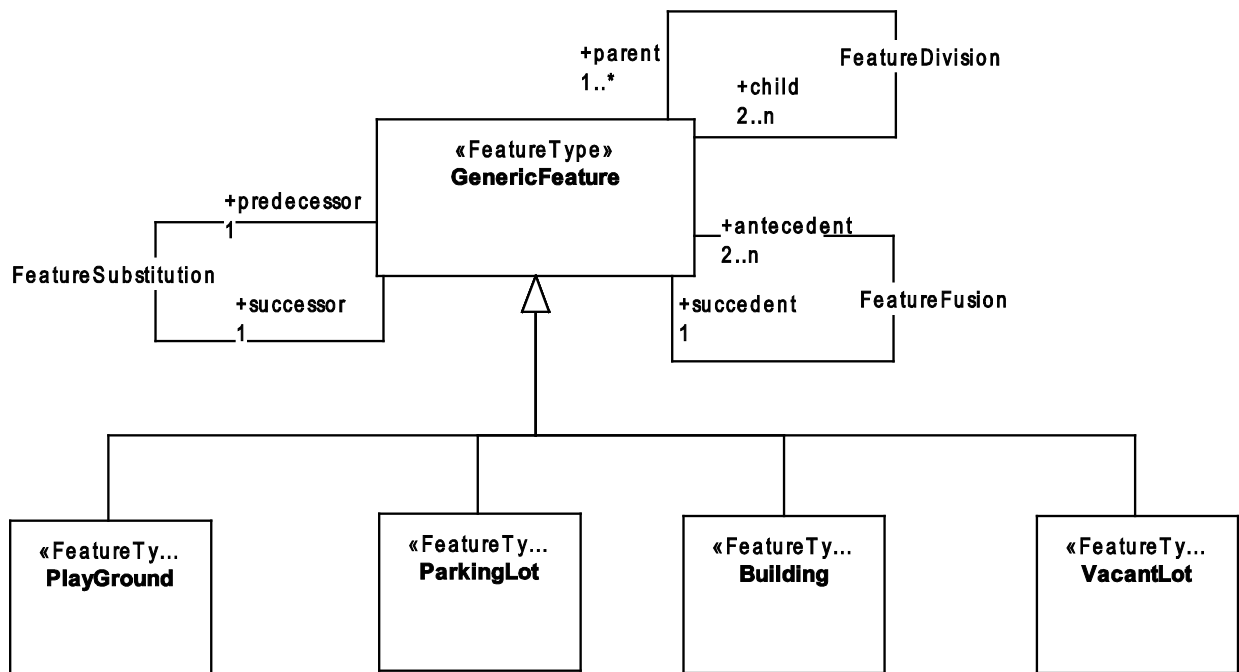 +parent
1..*
FeatureDivision
+child
2..n
«FeatureType»
GenericFeature
+predecessor
1
FeatureSubstitution
+successor
1
+antecedent
2..n
+succedent
1
FeatureFusion
«FeatureTy...
PlayGround
«FeatureTy...
ParkingLot
«FeatureTy...
Building
«FeatureTy...
VacantLot